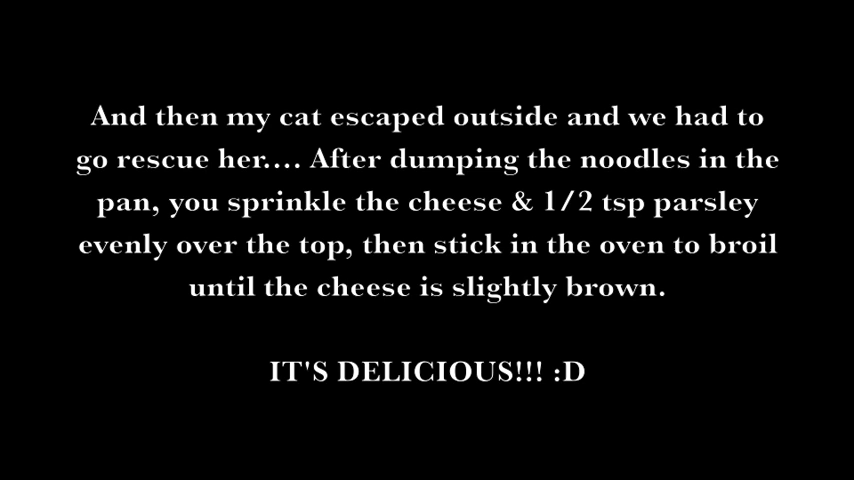 And then my cat escaped outside and we had to
go rescue her.... After dumping the noodles in the
pan, you sprinkle the cheese & 1/2 tsp parsley
evenly over the top, then stick in the oven to broil
until the cheese is slightly brown.
IT'S DELICIOUS!!! :D